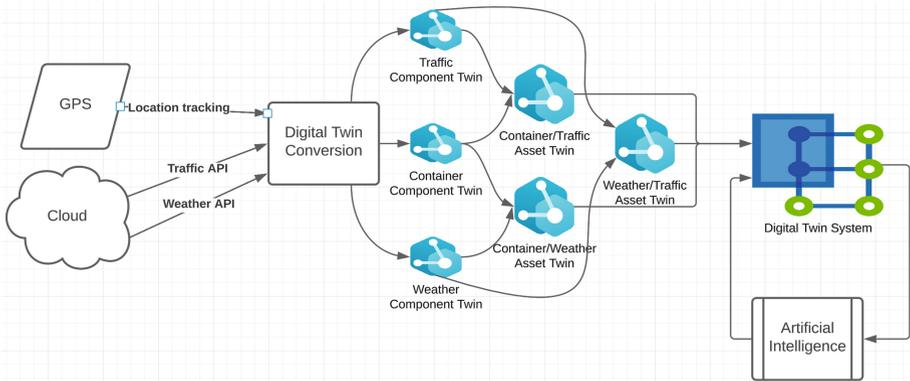 GPS
Location tracking
Cloud
Traffic API
Weather API
Digital Twin
Conversion
Traffic
Component Twin
Container
Component Twin
Weather
Component Twin
Container/Traffic
Asset Twin
Container/Weather
Asset Twin
Weather/Traffic
Asset Twin
Digital Twin System
Artificial
Intelligence